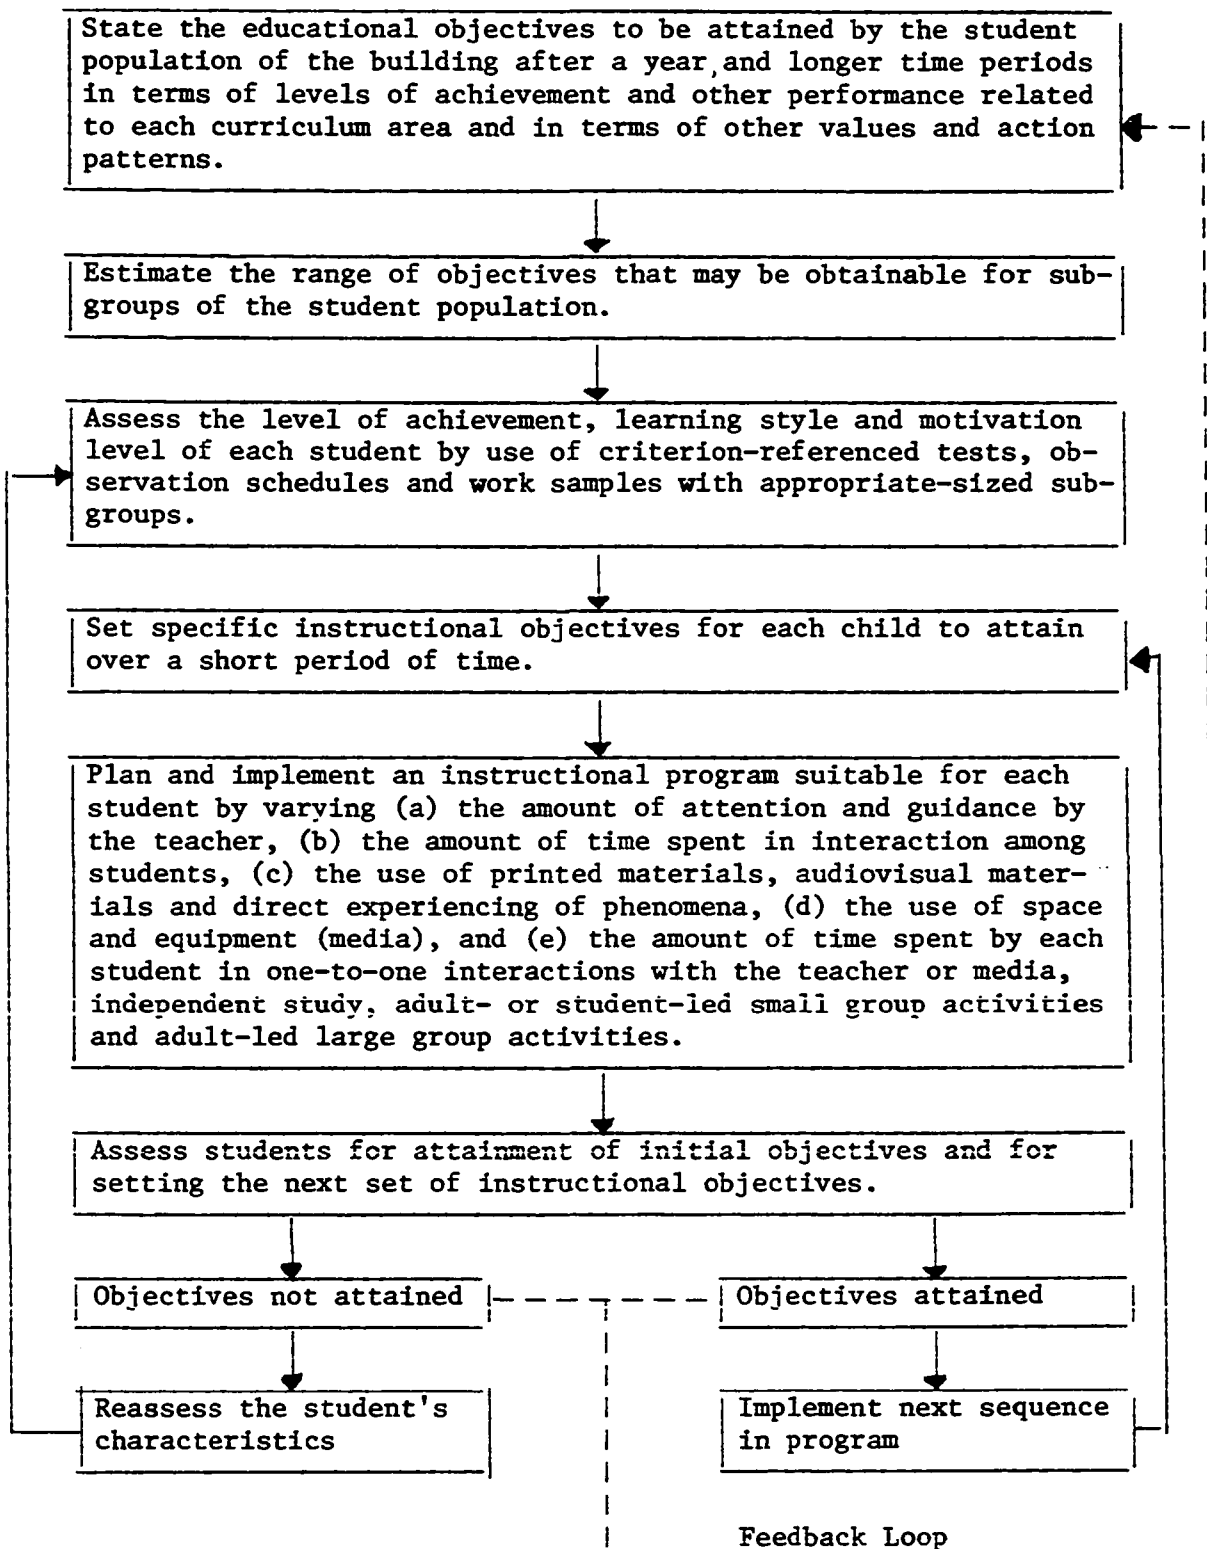 State the educational objectives to be attained by the student
population of the building after a year, and longer time periods
in terms of levels of achievement and other performance related
to each curriculum area and in terms of other values and action
patterns.
Estimate the range of objectives that may be obtainable for sub-
groups of the student population.
Assess the level of achievement, learning style and motivation
level of each student by use of criterion-referenced tests, ob-
servation schedules and work samples with appropriate-sized sub-
groups.
Set specific instructional objectives for each child to attain
over a short period of time.
Plan and implement an instructional program suitable for each
student by varying (a) the amount of attention and guidance by
the teacher, (b) the amount of time spent in interaction among
students, (c) the use of printed materials, audiovisual mater-
ials and direct experiencing of phenomena, (d) the use of space
and equipment (media), and (e) the amount of time spent by each
student in one-to-one interactions with the teacher or media,
independent study, adult- or student-led small group activities
and adult-led large group activities.
Assess students for attainment of initial objectives and for
setting the next set of instructional objectives.
Objectives not attained
Objectives attained
Reassess the student's
characteristics
Implement next sequence
in program
Feedback Loop